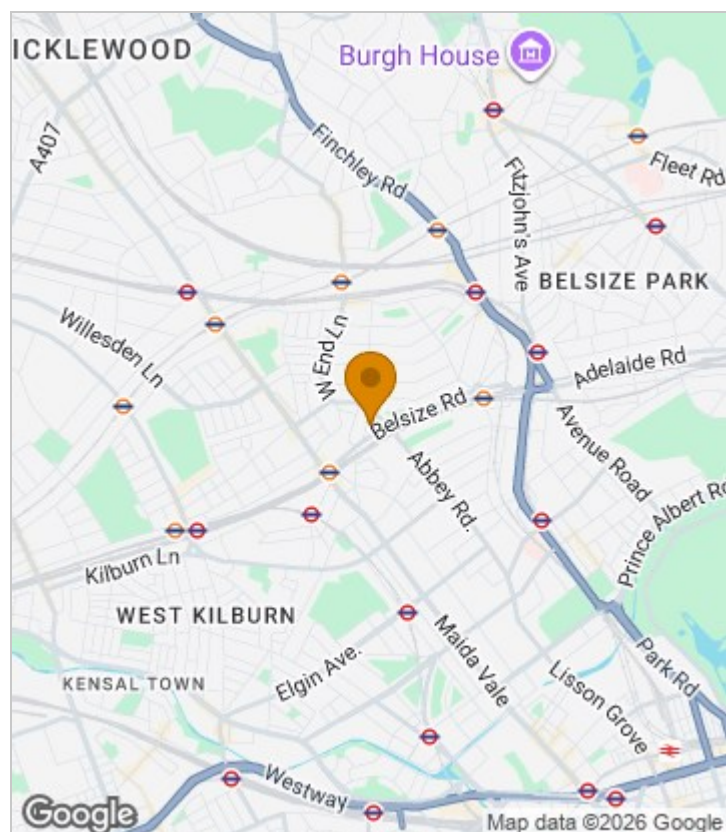 ICKLEWOOD
Burgh House
A407
Finchley Rd
Fitzjohn's Ave
Fleet Rd
BELSIZE PARK
Willesden Ln
W End Ln
Adelaide Rd
Belsize Rd
Avenue Road
Abbey Rd.
Prince Albert Rd
Kilburn Ln
WEST KILBURN
Maida Vale
Park Rd
KENSAL TOWN
Elgin Ave.
Lisson Grove
Westway
Google
Map data ©2026 Google